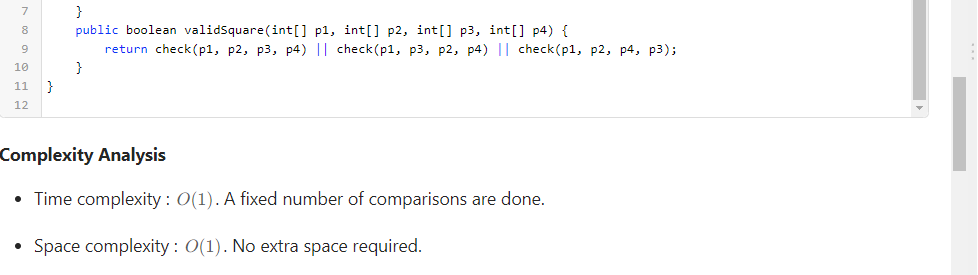 7 }
8 public boolean validSquare(int[] p1, int[] p2, int[] p3, int[] p4) {
9 return check(p1, p2, p3, p4) || check(p1, p3, p2, p4) || check(p1, p2, p4, p3);
10 }
11 }
12
Complexity Analysis
• Time complexity : O(1). A fixed number of comparisons are done.
• Space complexity : O(1). No extra space required.